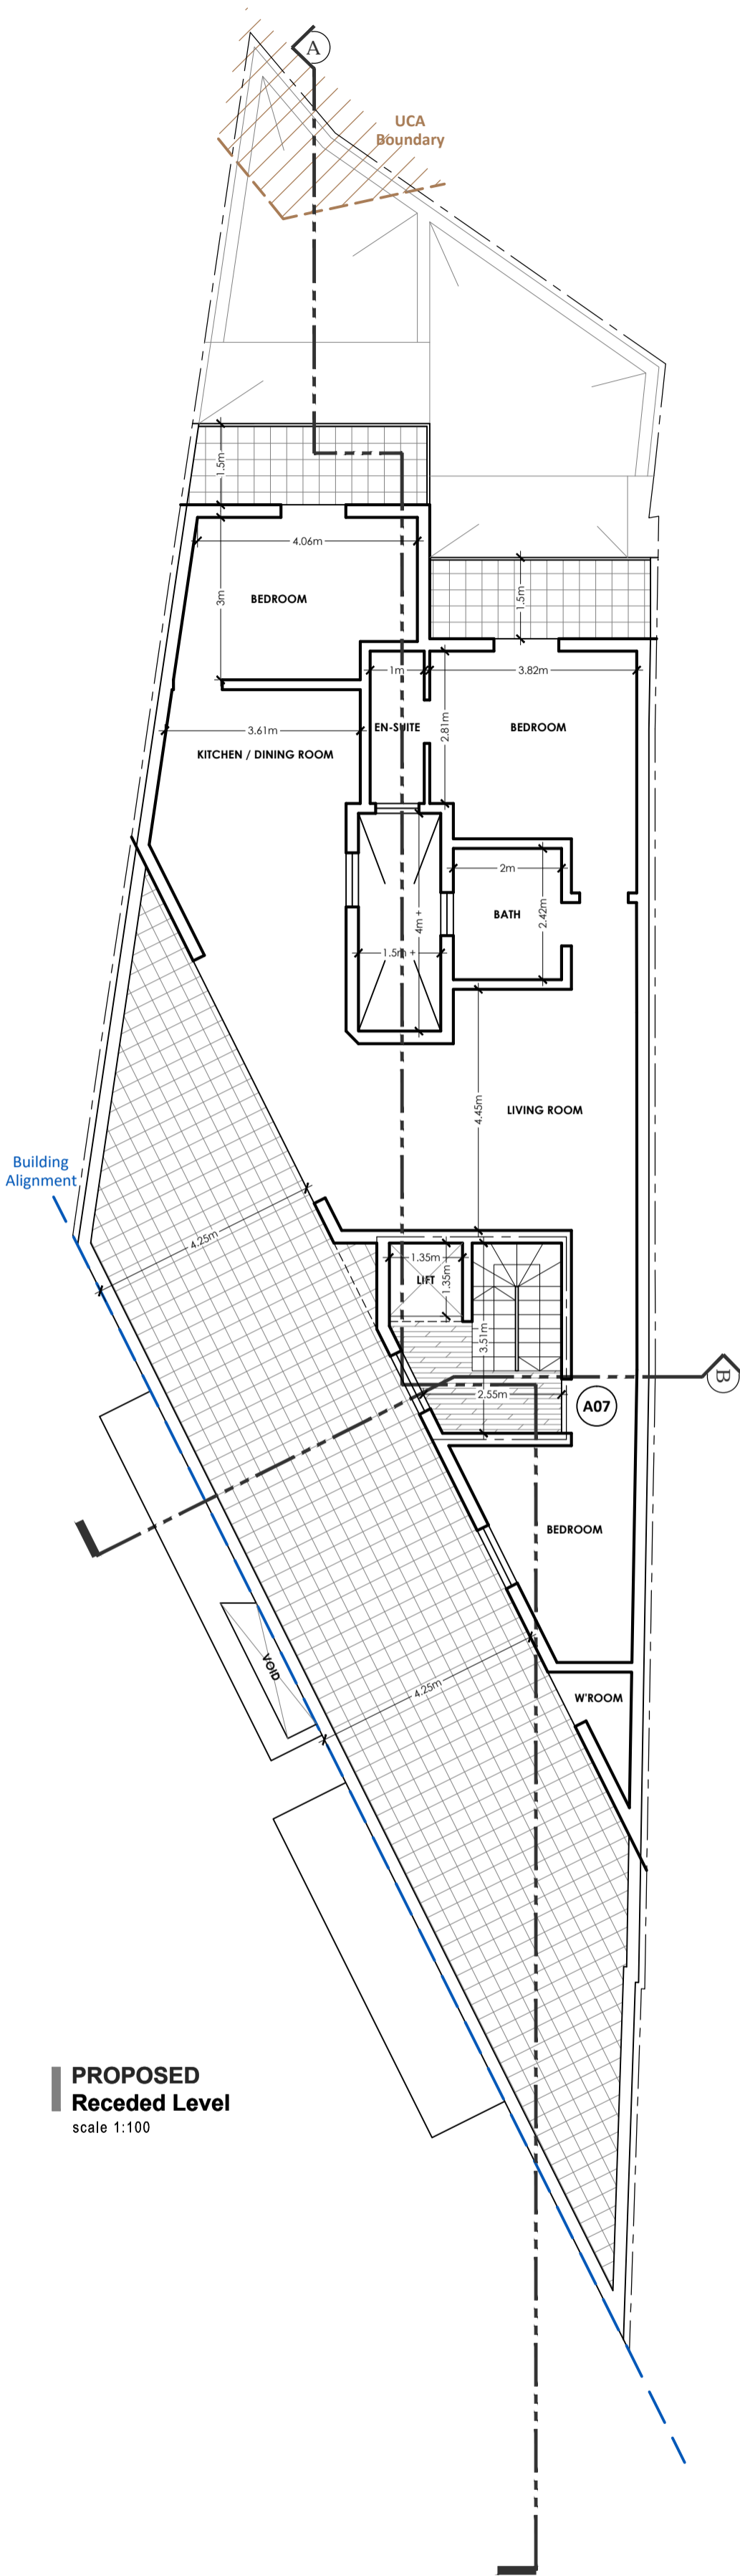 A
UCA
Boundary
1.5m
4.06m
3m
BEDROOM
1.5m
1m
3.82m
3.61m
EN-SUITE
2.81m
BEDROOM
KITCHEN / DINING ROOM
2m
4m +
BATH
2.42m
1.5m +
4.45m
LIVING ROOM
Building
Alignment
4.25m
1.35m
LIFT
1.35m
3.51m
B
2.55m
A07
BEDROOM
VOID
4.25m
W'ROOM
PROPOSED
Receded Level
scale 1:100